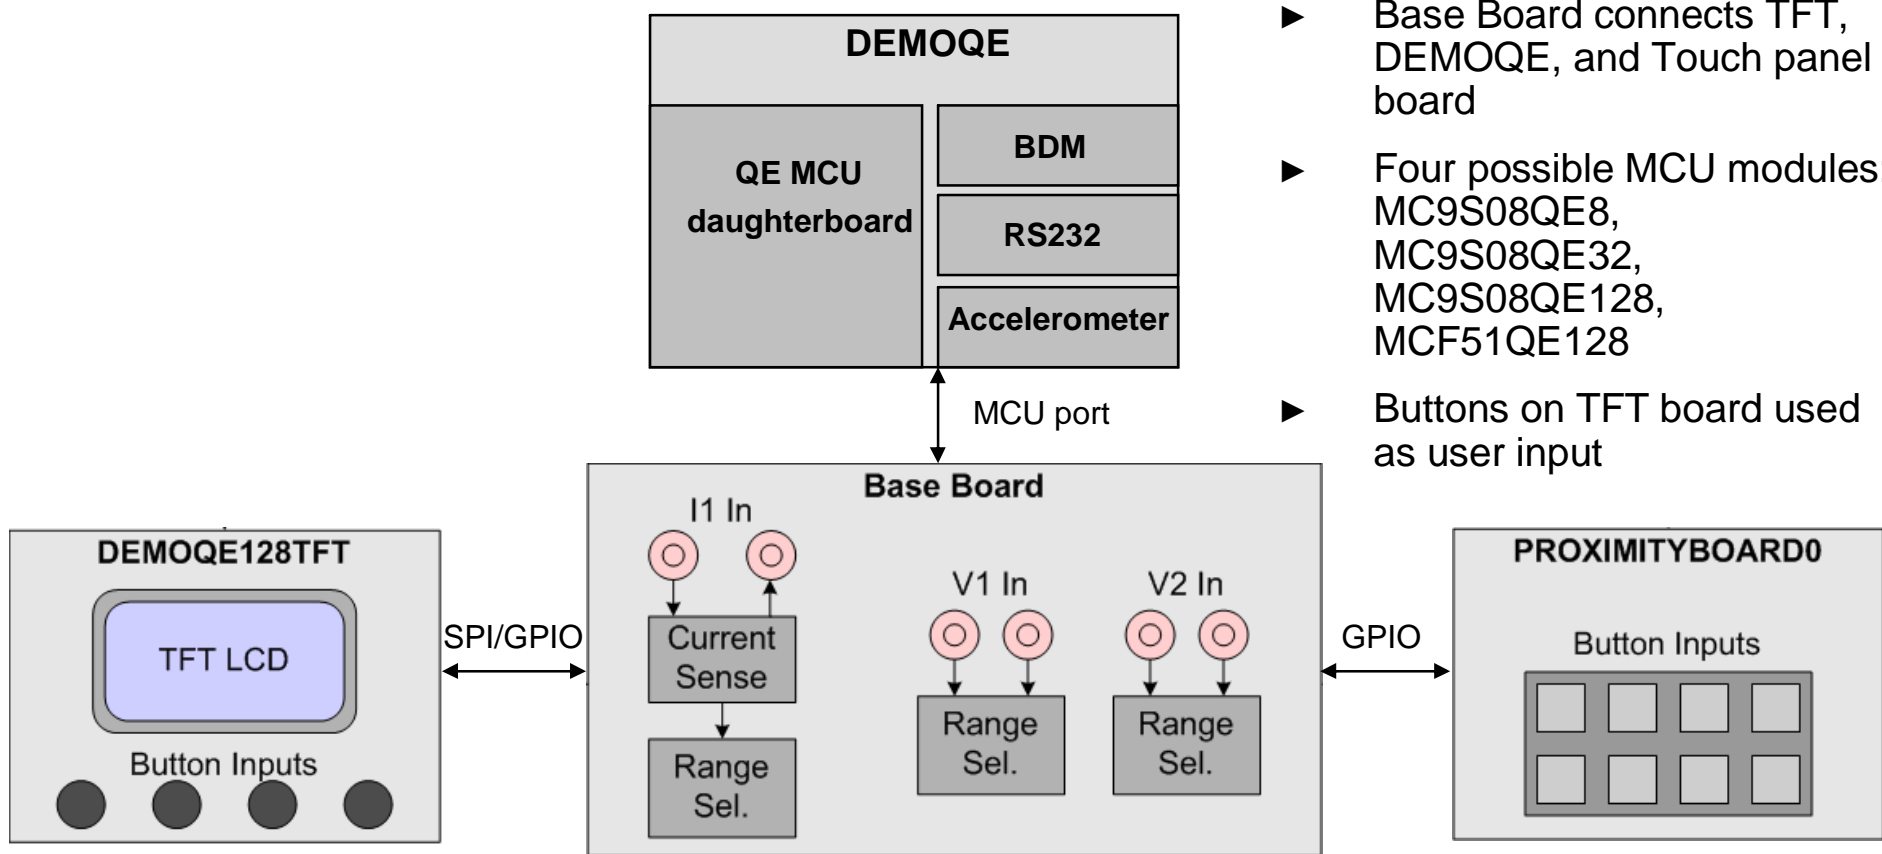 DEMOQE
QE MCU
daughterboard
BDM
RS232
Accelerometer
MCU port
► Base Board connects TFT,
DEMOQE, and Touch panel
board
► Four possible MCU modules:
MC9S08QE8,
MC9S08QE32,
MC9S08QE128,
MCF51QE128
► Buttons on TFT board used
as user input
DEMOQE128TFT
TFT LCD
Button Inputs
SPI/GPIO
Base Board
I1 In
Current
Sense
Range
Sel.
V1 In
Range
Sel.
V2 In
Range
Sel.
GPIO
PROXIMITYBOARD0
Button Inputs